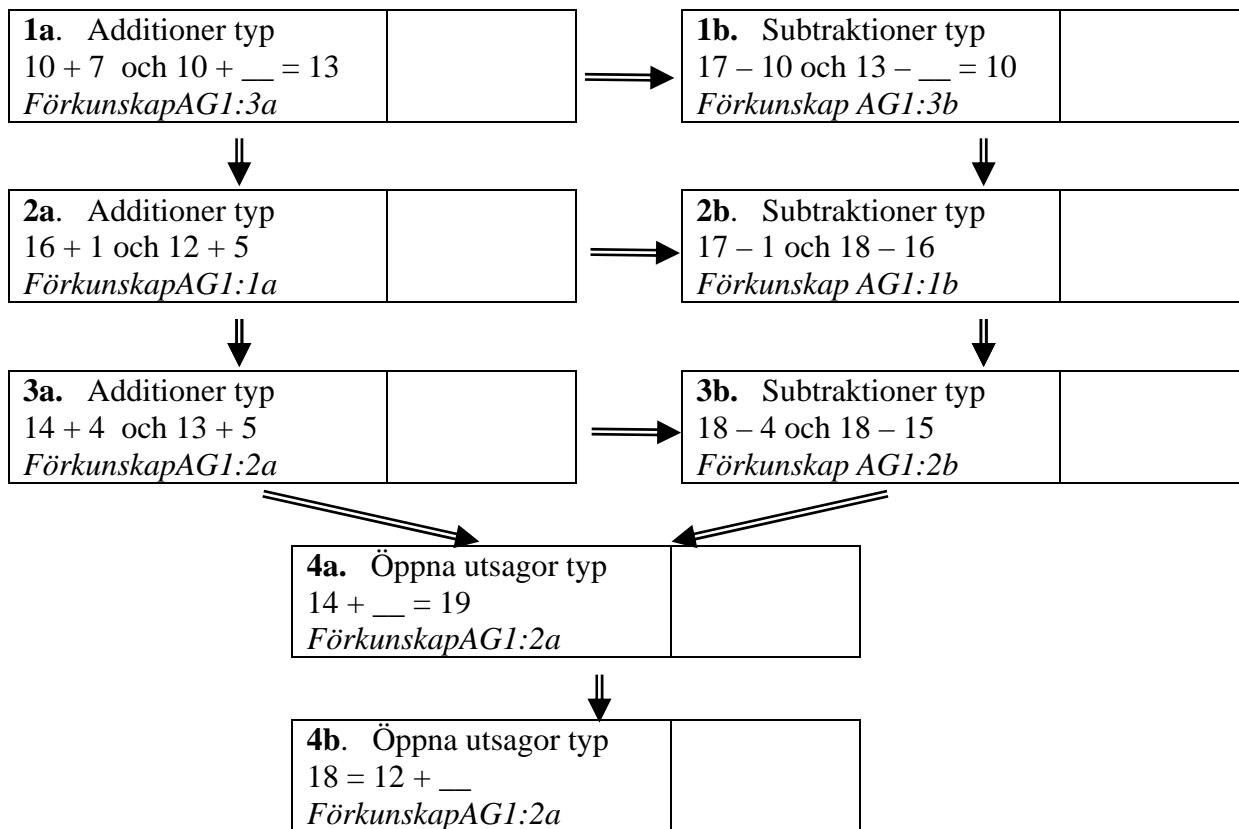 1a. Additioner typ
10 + 7 och 10 + __ = 13
FörkunskapAG1:3a
1b. Subtraktioner typ
17 – 10 och 13 – __ = 10
Förkunskap AG1:3b
2a. Additioner typ
16 + 1 och 12 + 5
FörkunskapAG1:1a
2b. Subtraktioner typ
17 – 1 och 18 – 16
Förkunskap AG1:1b
3a. Additioner typ
14 + 4 och 13 + 5
FörkunskapAG1:2a
3b. Subtraktioner typ
18 – 4 och 18 – 15
Förkunskap AG1:2b
4a. Öppna utsagor typ
14 + __ = 19
FörkunskapAG1:2a
4b. Öppna utsagor typ
18 = 12 + __
FörkunskapAG1:2a